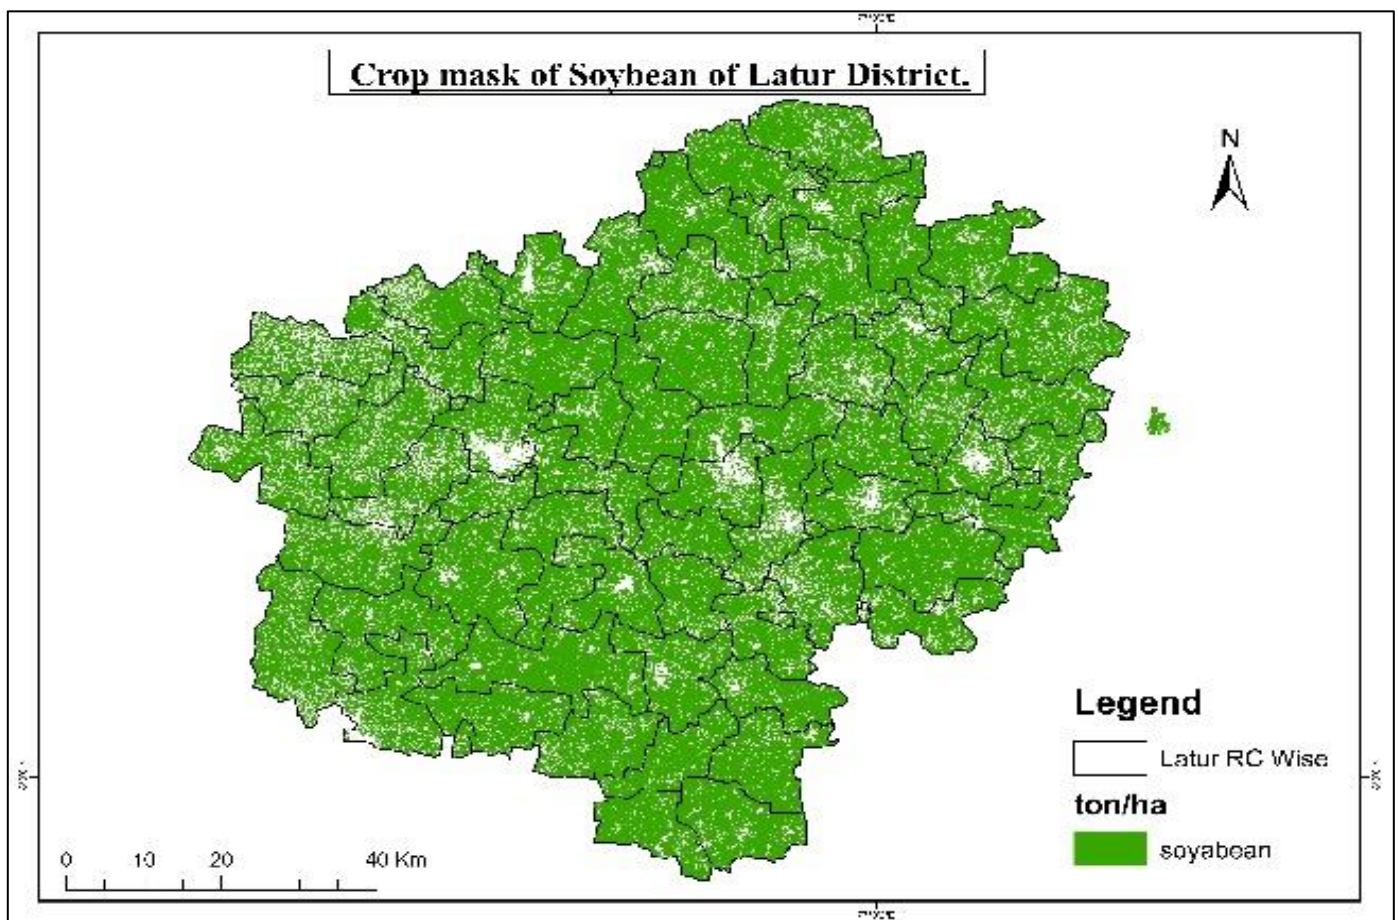 Crop mask of Soybean of Latur District.
N
Legend
Latur RC Wise
ton/ha
soyabean
0 10 20 40 Km